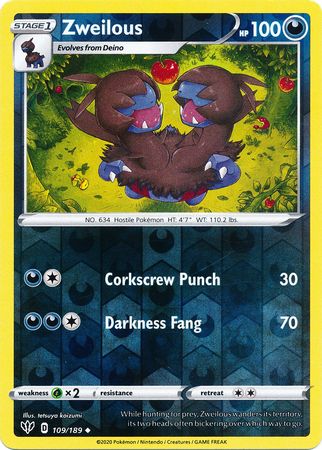 STAGE 1 Zweilous HP 100
Evolves from Deino
NO. 634 Hostile Pokémon HT: 4'7" WT: 110.2 lbs.
Corkscrew Punch 30
Darkness Fang 70
weakness ×2 resistance retreat
Illus. tetsuya koizumi
While hunting for prey, Zweilous wanders its territory,
its two heads often bickering over which way to go.
D 109/189
©2020 Pokémon / Nintendo / Creatures / GAME FREAK